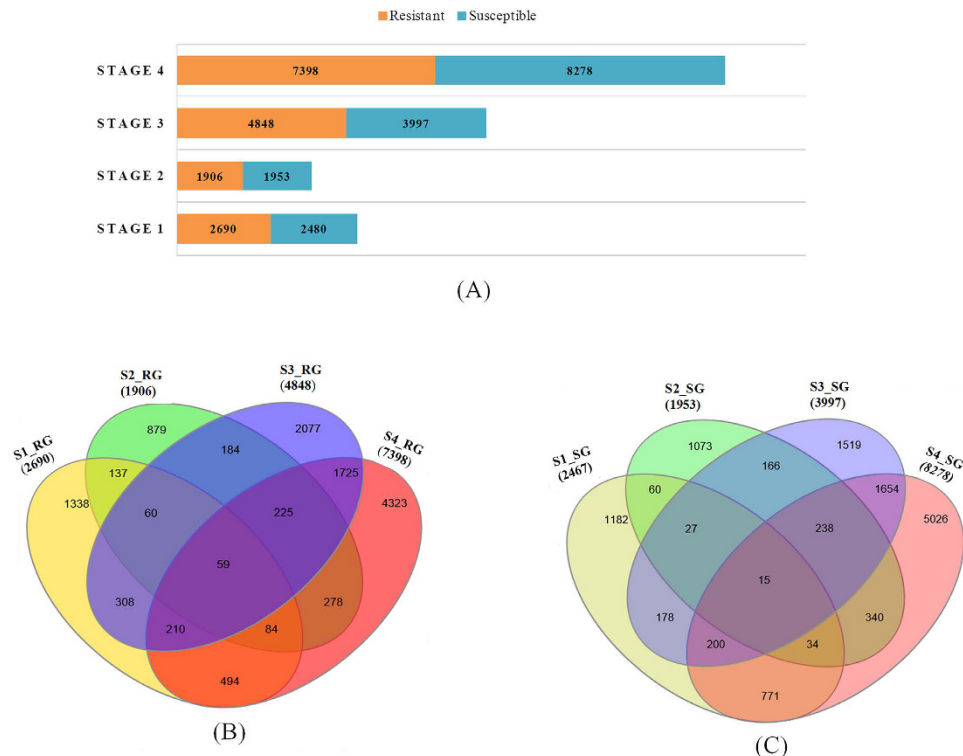 Resistant Susceptible
STAGE 4 7398 8278
STAGE 3 4848 3997
STAGE 2 1906 1953
STAGE 1 2690 2480
(A)
S1_RG
(2690)
S2_RG
(1906)
S3_RG
(4848)
S4_RG
(7398)
879
2077
184
137
1725
1338
4323
60
225
59
308
278
210
84
494
(B)
S1_SG
(2467)
S2_SG
(1953)
S3_SG
(3997)
S4_SG
(8278)
1073
1519
166
60
1654
1182
5026
27
238
15
178
340
200
34
771
(C)